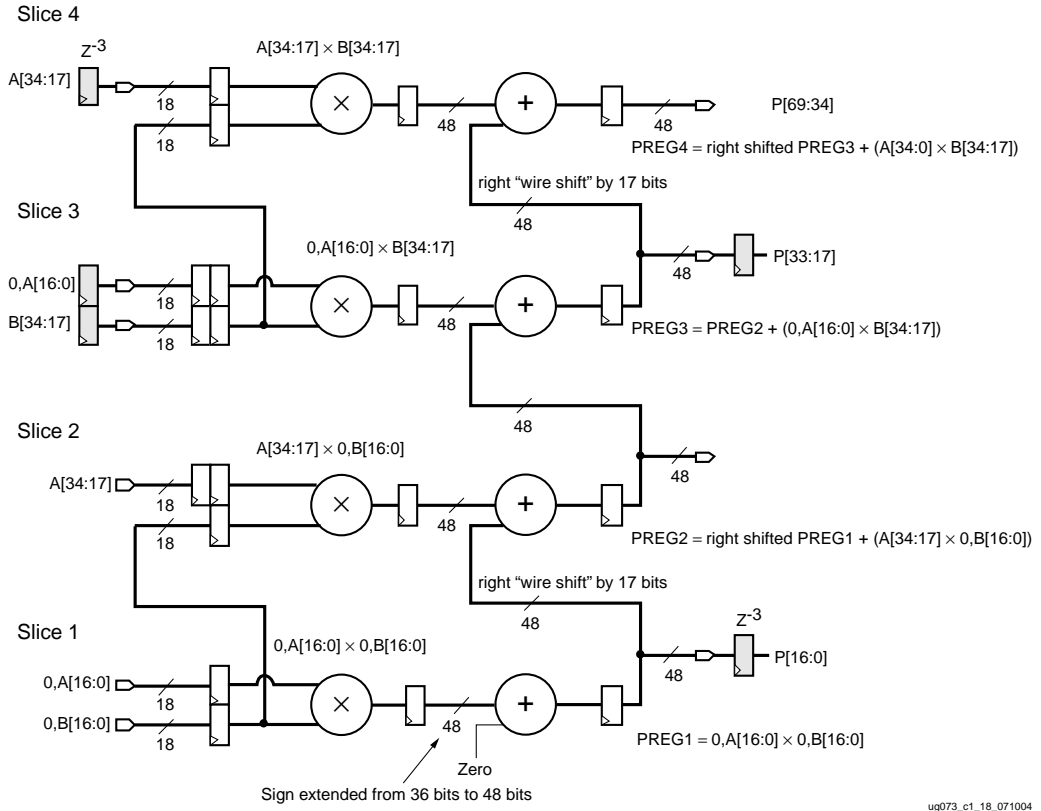 Slice 4
Z-3
A[34:17] × B[34:17]
A[34:17]
18
18
×
48
+
48
P[69:34]
PREG4 = right shifted PREG3 + (A[34:0] × B[34:17])
right “wire shift” by 17 bits
48
Slice 3
0,A[16:0] × B[34:17]
0,A[16:0]
18
B[34:17]
18
×
48
+
48
P[33:17]
PREG3 = PREG2 + (0,A[16:0] × B[34:17])
48
Slice 2
A[34:17] × 0,B[16:0]
A[34:17]
18
18
×
48
+
48
PREG2 = right shifted PREG1 + (A[34:17] × 0,B[16:0])
right “wire shift” by 17 bits
48
Slice 1
Z-3
0,A[16:0] × 0,B[16:0]
0,A[16:0]
18
0,B[16:0]
18
×
48
+
48
P[16:0]
PREG1 = 0,A[16:0] × 0,B[16:0]
Zero
Sign extended from 36 bits to 48 bits
ug073_c1_18_071004